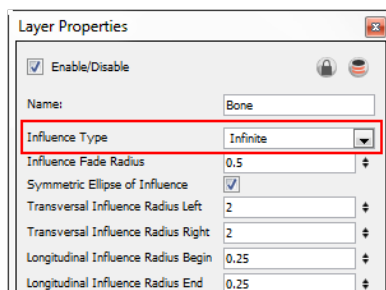 Layer Properties
Enable/Disable
Name: Bone
Influence Type Infinite
Influence Fade Radius 0.5
Symmetric Ellipse of Influence
Transversal Influence Radius Left 2
Transversal Influence Radius Right 2
Longitudinal Influence Radius Begin 0.25
Longitudinal Influence Radius End 0.25